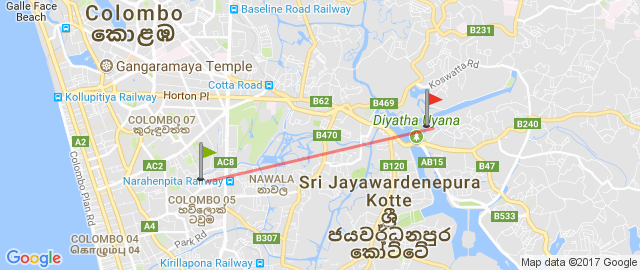 Galle Face
Beach
Colombo
කොළඹ
Baseline Road Railway
B231
Gangaramaya Temple
Koswatta Rd
Cotta Road
Kollupitiya Railway
Horton Pl
B62
B469
COLOMBO 07
කුරුඳුවත්ත
Diyatha Uyana
B240
A2
B470
AC2
AC8
B120
AB15
B47
Narahenpita Railway
NAWALA
නාවල
Sri Jayawardenepura
Kotte
ශ්‍රී
ජයවර්ධනපුර
කෝට්ටේ
Colombo Plan Rd
COLOMBO 05
හව්ලොක්
ටවුම
A4
B533
COLOMBO 04
කොළඹ 04
Park Rd
B307
Kirillapona Railway
Google
Map data ©2017 Google